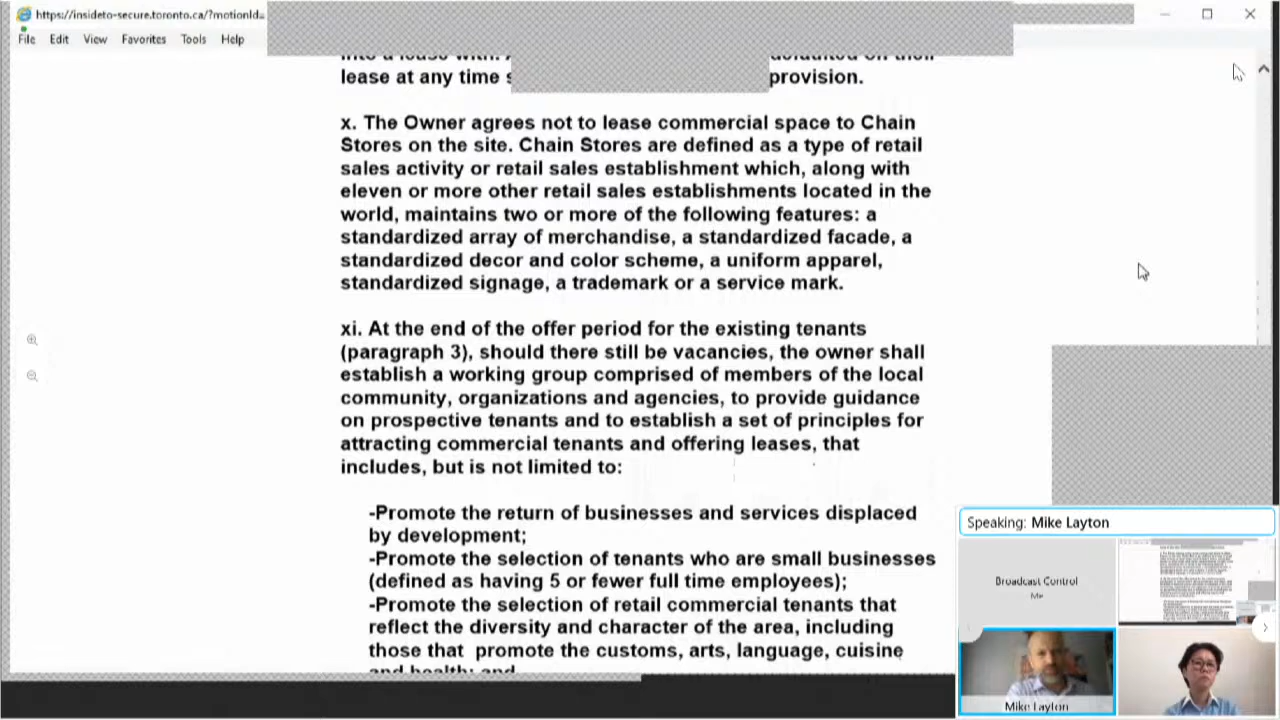 https://insideto-secure.toronto.ca/?motionId...
File Edit View Favorites Tools Help
lease at any time provision.
x. The Owner agrees not to lease commercial space to Chain
Stores on the site. Chain Stores are defined as a type of retail
sales activity or retail sales establishment which, along with
eleven or more other retail sales establishments located in the
world, maintains two or more of the following features: a
standardized array of merchandise, a standardized facade, a
standardized decor and color scheme, a uniform apparel,
standardized signage, a trademark or a service mark.
xi. At the end of the offer period for the existing tenants
(paragraph 3), should there still be vacancies, the owner shall
establish a working group comprised of members of the local
community, organizations and agencies, to provide guidance
on prospective tenants and to establish a set of principles for
attracting commercial tenants and offering leases, that
includes, but is not limited to:
-Promote the return of businesses and services displaced
by development;
-Promote the selection of tenants who are small businesses
(defined as having 5 or fewer full time employees);
-Promote the selection of retail commercial tenants that
reflect the diversity and character of the area, including
those that promote the customs, arts, language, cuisine
and health; and
Speaking: Mike Layton
Broadcast Control
Me
Mike Layton